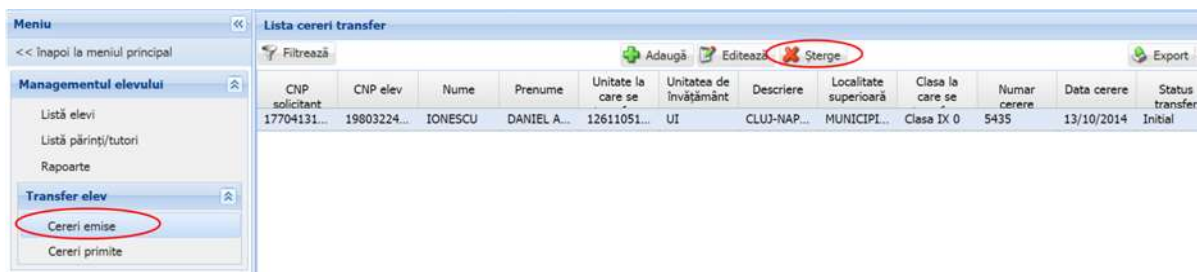 Meniu
<< înapoi la meniul principal
Managementul elevului
Listă elevi
Listă părinți/tutori
Rapoarte
Transfer elev
Cereri emise
Cereri primite
Lista cereri transfer
Filtrează Adaugă Editează Șterge Export
CNP solicitant CNP elev Nume Prenume Unitate la care se Unitatea de învățământ Descriere Localitate superioară Clasa la care se Numar cerere Data cerere Status transfer
17704131... 19803224... IONESCU DANIEL A... 12611051... UI CLUJ-NAP... MUNICIPI... Clasa IX 0 5435 13/10/2014 Initial